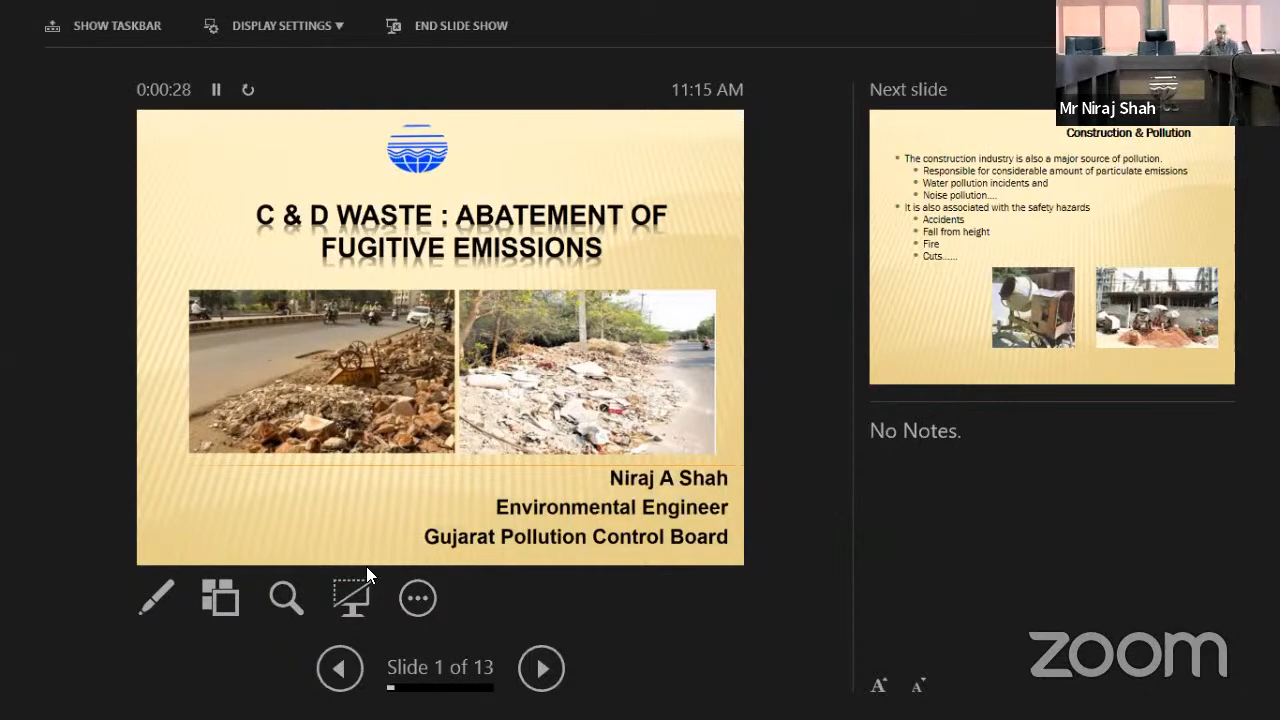 SHOW TASKBAR
DISPLAY SETTINGS ▼
END SLIDE SHOW
0:00:28
11:15 AM
C & D WASTE : ABATEMENT OF
FUGITIVE EMISSIONS
Niraj A Shah
Environmental Engineer
Gujarat Pollution Control Board
Slide 1 of 13
Next slide
Mr Niraj Shah
Construction & Pollution
The construction industry is also a major source of pollution.
Responsible for considerable amount of particulate emissions
Water pollution incidents and
Noise pollution....
It is also associated with the safety hazards
Accidents
Fall from height
Fire
Cuts......
No Notes.
zoom
A A